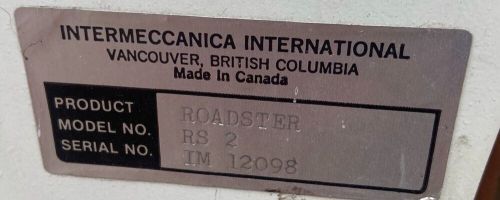 INTERMECCANICA INTERNATIONAL
VANCOUVER, BRITISH COLUMBIA
Made In Canada
PRODUCT ROADSTER
MODEL NO. RS 2
SERIAL NO. IM 12098